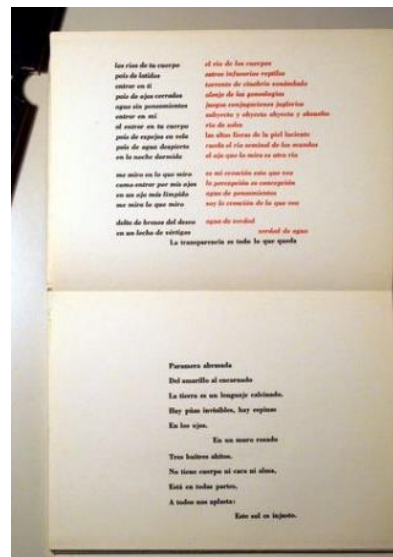 los ríos de tu cuerpo el río de los cuerpos
país de latidos astros infusorios reptiles
entrar en ti torrente de cinabrio sonámbulo
país de ojos cerrados oleaje de las genealogías
agua sin pensamientos juegos conjugaciones juglarías
entrar en mí subyecto y obyecto abyecto y absuelto
al entrar en tu cuerpo río de soles
país de espejos en vela las altas fieras de la piel luciente
país de agua despierta rueda el río seminal de los mundos
en la noche dormida el ojo que lo mira es otro río
me miro en lo que miro es mi creación esto que veo
como entrar por mis ojos la percepción es concepción
en un ojo más límpido agua de pensamientos
me mira lo que miro soy la creación de lo que veo
delta de brazos del deseo agua de verdad
en un lecho de vértigos verdad de agua
La transparencia es todo lo que queda
Paramera abrasada
Del amarillo al encarnado
La tierra es un lenguaje calcinado.
Hay púas invisibles, hay espinas
En los ojos.
En un muro rosado
Tres buitres ahítos.
No tiene cuerpo ni cara ni alma,
Está en todas partes,
A todos nos aplasta:
Este sol es injusto.